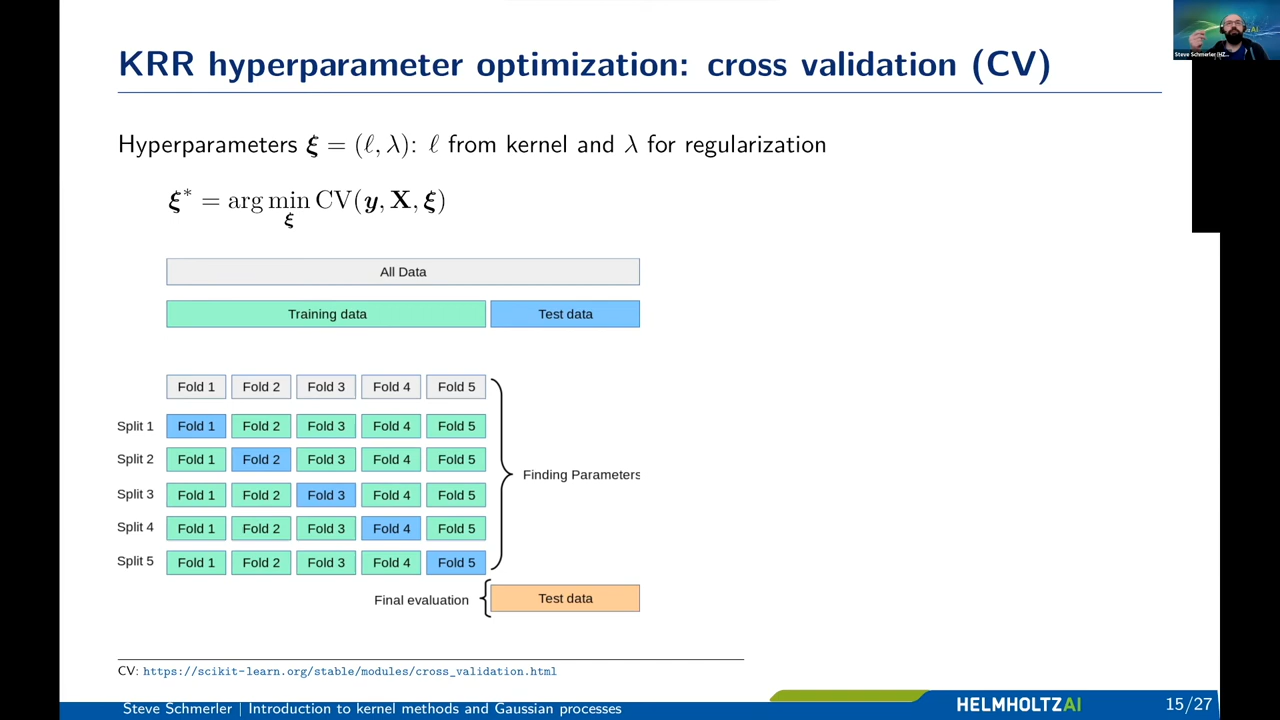 Steve Schmerler (HZ...
KRR hyperparameter optimization: cross validation (CV)
Hyperparameters ξ = (ℓ, λ): ℓ from kernel and λ for regularization
ξ* = arg min CV(y, X, ξ)
ξ
All Data
Training data Test data
Fold 1 Fold 2 Fold 3 Fold 4 Fold 5
Split 1 Fold 1 Fold 2 Fold 3 Fold 4 Fold 5
Split 2 Fold 1 Fold 2 Fold 3 Fold 4 Fold 5
Finding Parameters
Split 3 Fold 1 Fold 2 Fold 3 Fold 4 Fold 5
Split 4 Fold 1 Fold 2 Fold 3 Fold 4 Fold 5
Split 5 Fold 1 Fold 2 Fold 3 Fold 4 Fold 5
Final evaluation Test data
CV: https://scikit-learn.org/stable/modules/cross_validation.html
Steve Schmerler | Introduction to kernel methods and Gaussian processes HELMHOLTZAI 15/27